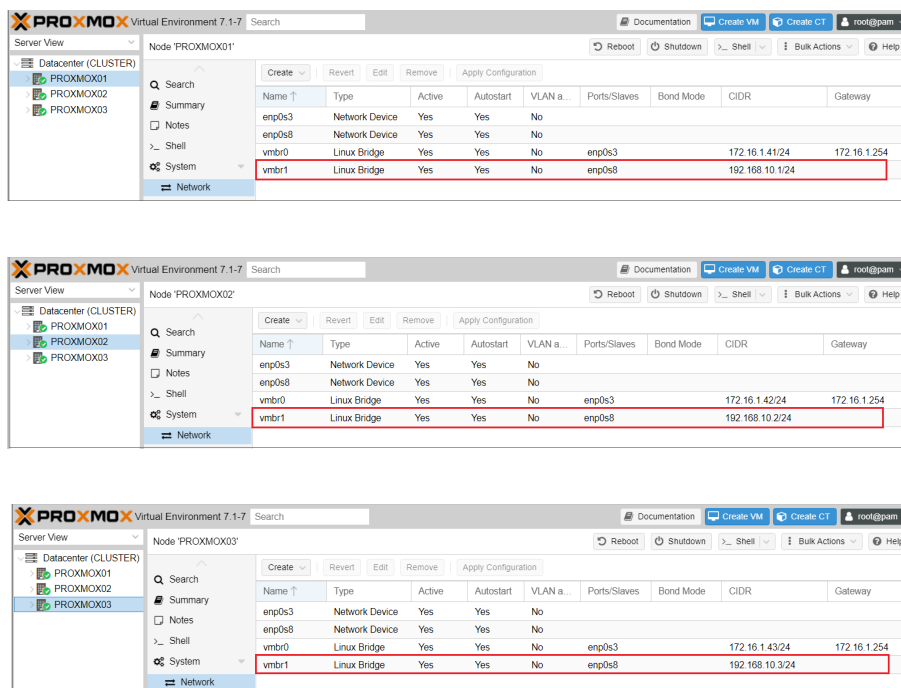 PROXMOX Virtual Environment 7.1-7 Search Documentation Create VM Create CT root@pam
Server View Node 'PROXMOX01' Reboot Shutdown >_ Shell Bulk Actions Help
Datacenter (CLUSTER)
PROXMOX01
PROXMOX02
PROXMOX03
Search
Summary
Notes
>_ Shell
System
Network
Create Revert Edit Remove Apply Configuration
Name ↑ Type Active Autostart VLAN a... Ports/Slaves Bond Mode CIDR Gateway
enp0s3 Network Device Yes Yes No
enp0s8 Network Device Yes Yes No
vmbr0 Linux Bridge Yes Yes No enp0s3 172.16.1.41/24 172.16.1.254
vmbr1 Linux Bridge Yes Yes No enp0s8 192.168.10.1/24
PROXMOX Virtual Environment 7.1-7 Search Documentation Create VM Create CT root@pam
Server View Node 'PROXMOX02' Reboot Shutdown >_ Shell Bulk Actions Help
Datacenter (CLUSTER)
PROXMOX01
PROXMOX02
PROXMOX03
Search
Summary
Notes
>_ Shell
System
Network
Create Revert Edit Remove Apply Configuration
Name ↑ Type Active Autostart VLAN a... Ports/Slaves Bond Mode CIDR Gateway
enp0s3 Network Device Yes Yes No
enp0s8 Network Device Yes Yes No
vmbr0 Linux Bridge Yes Yes No enp0s3 172.16.1.42/24 172.16.1.254
vmbr1 Linux Bridge Yes Yes No enp0s8 192.168.10.2/24
PROXMOX Virtual Environment 7.1-7 Search Documentation Create VM Create CT root@pam
Server View Node 'PROXMOX03' Reboot Shutdown >_ Shell Bulk Actions Help
Datacenter (CLUSTER)
PROXMOX01
PROXMOX02
PROXMOX03
Search
Summary
Notes
>_ Shell
System
Network
Create Revert Edit Remove Apply Configuration
Name ↑ Type Active Autostart VLAN a... Ports/Slaves Bond Mode CIDR Gateway
enp0s3 Network Device Yes Yes No
enp0s8 Network Device Yes Yes No
vmbr0 Linux Bridge Yes Yes No enp0s3 172.16.1.43/24 172.16.1.254
vmbr1 Linux Bridge Yes Yes No enp0s8 192.168.10.3/24